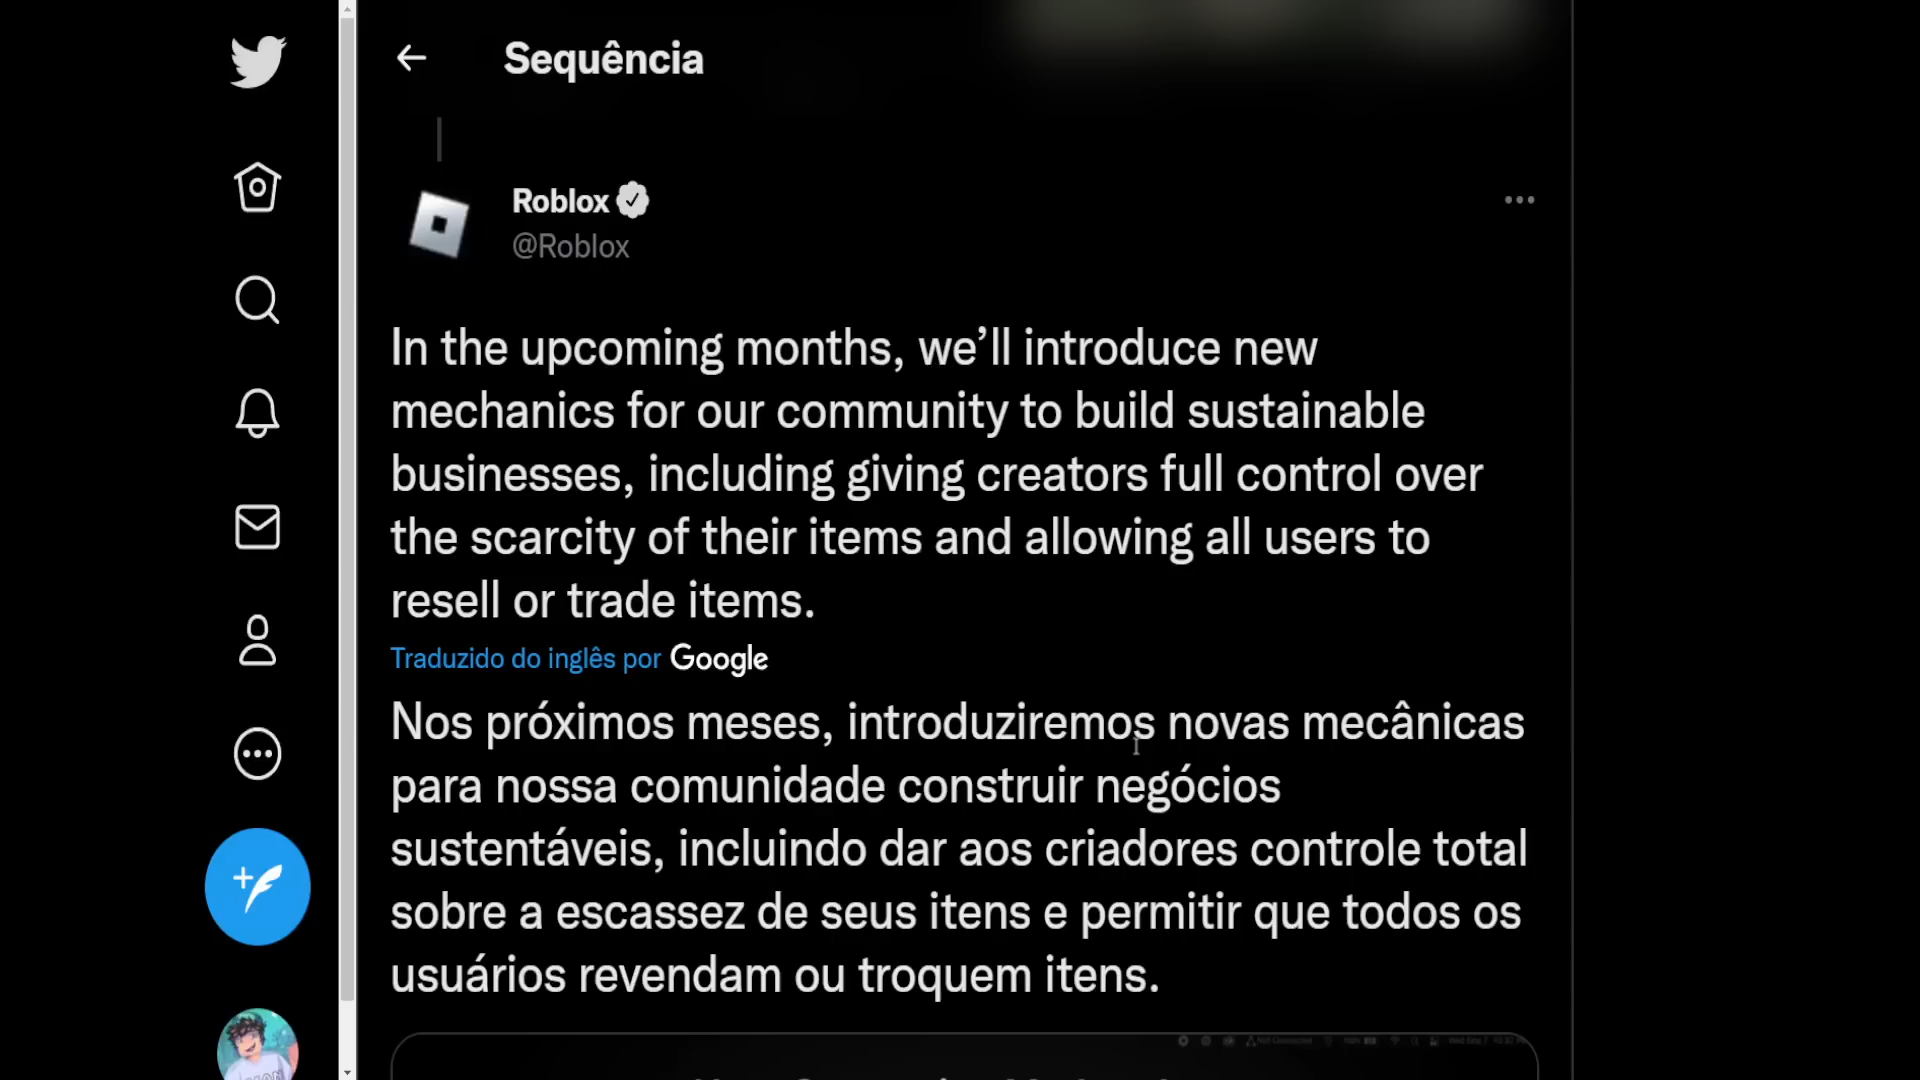 Sequência
Roblox
@Roblox
In the upcoming months, we’ll introduce new
mechanics for our community to build sustainable
businesses, including giving creators full control over
the scarcity of their items and allowing all users to
resell or trade items.
Traduzido do inglês por Google
Nos próximos meses, introduziremos novas mecânicas
para nossa comunidade construir negócios
sustentáveis, incluindo dar aos criadores controle total
sobre a escassez de seus itens e permitir que todos os
usuários revendam ou troquem itens.